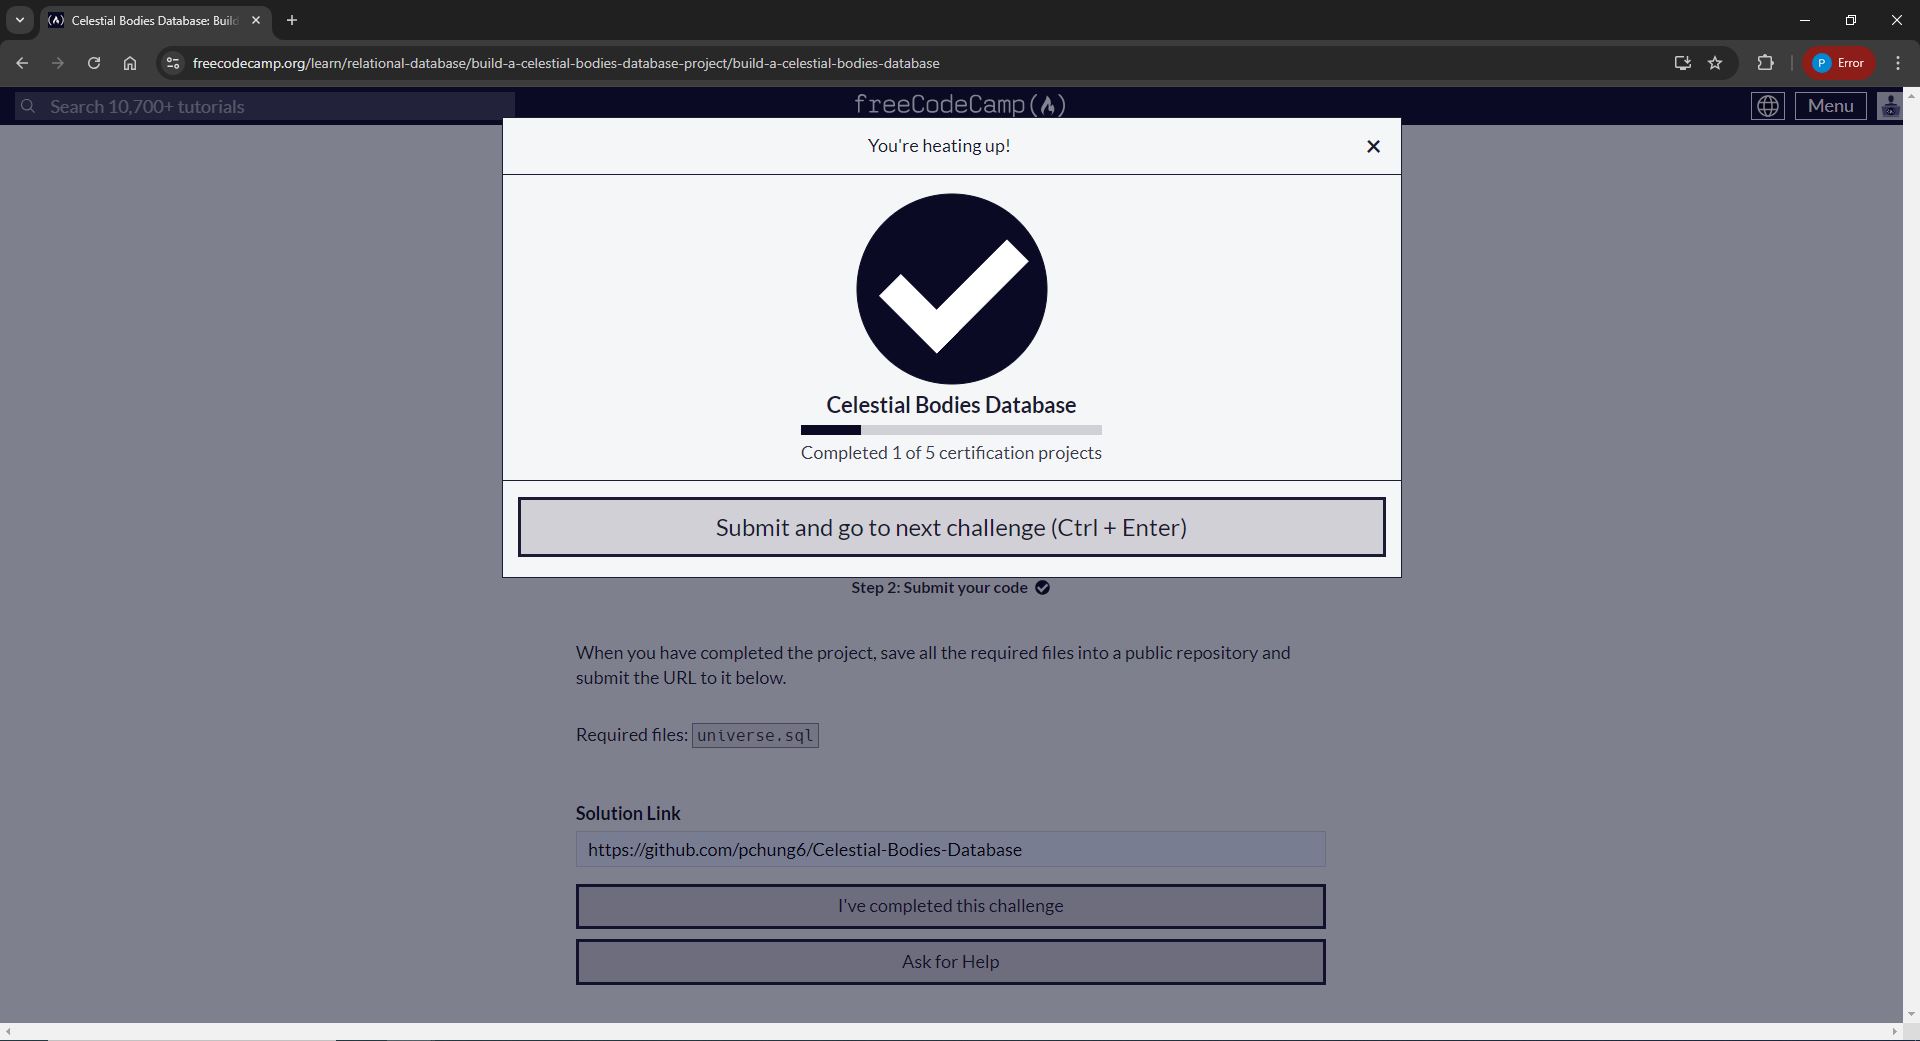 Celestial Bodies Database: Build
freecodecamp.org/learn/relational-database/build-a-celestial-bodies-database-project/build-a-celestial-bodies-database
P Error
Search 10,700+ tutorials
freeCodeCamp(🔥)
Menu
You're heating up!
Celestial Bodies Database
Completed 1 of 5 certification projects
Submit and go to next challenge (Ctrl + Enter)
Step 2: Submit your code
When you have completed the project, save all the required files into a public repository and
submit the URL to it below.
Required files: universe.sql
Solution Link
https://github.com/pchung6/Celestial-Bodies-Database
I've completed this challenge
Ask for Help